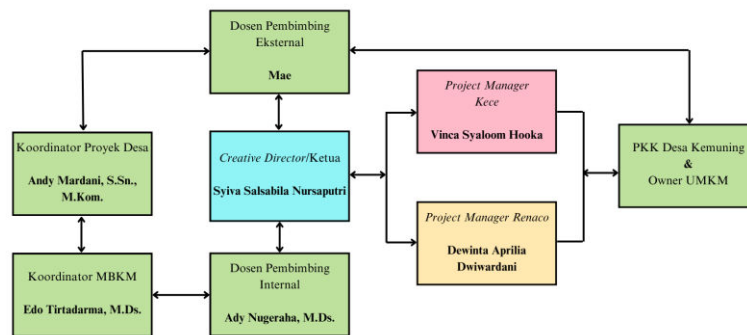 Dosen Pembimbing
Eksternal
Mae
Project Manager
Kece
Vinca Syaloom Hooka
Koordinator Proyek Desa
Andy Mardani, S.Sn.,
M.Kom.
Creative Director/Ketua
Syiva Salsabila Nursaputri
PKK Desa Kemuning
&
Owner UMKM
Project Manager Renaco
Dewinta Aprilia
Dwiwardani
Koordinator MBKM
Edo Tirtadarma, M.Ds.
Dosen Pembimbing
Internal
Ady Nugeraha, M.Ds.